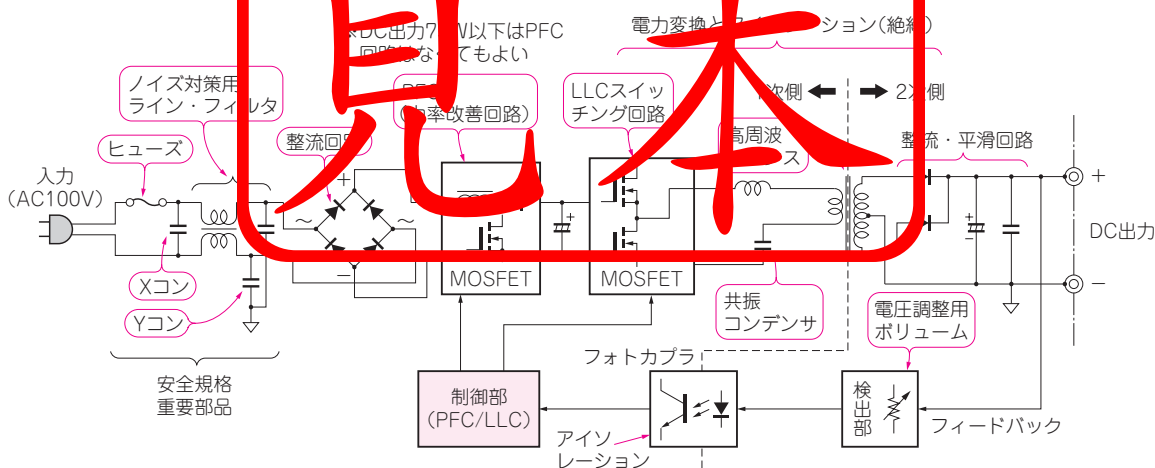 見本
※DC出力7 W以下はPFC
回路はなくてもよい
電力変換と ション(絶縁)
ノイズ対策用
ライン・フィルタ
(力率改善回路)
LLCスイッ
チング回路
1次側
2次側
ヒューズ
整流回路
高周波
ス
整流・平滑回路
入力
(AC100V)
+
~
~
−
+
+
−
+
−
DC出力
MOSFET
MOSFET
Xコン
Yコン
共振
コンデンサ
電圧調整用
ボリューム
安全規格
重要部品
フォトカプラ
制御部
(PFC/LLC)
検出部
フィードバック
アイソ
レーション